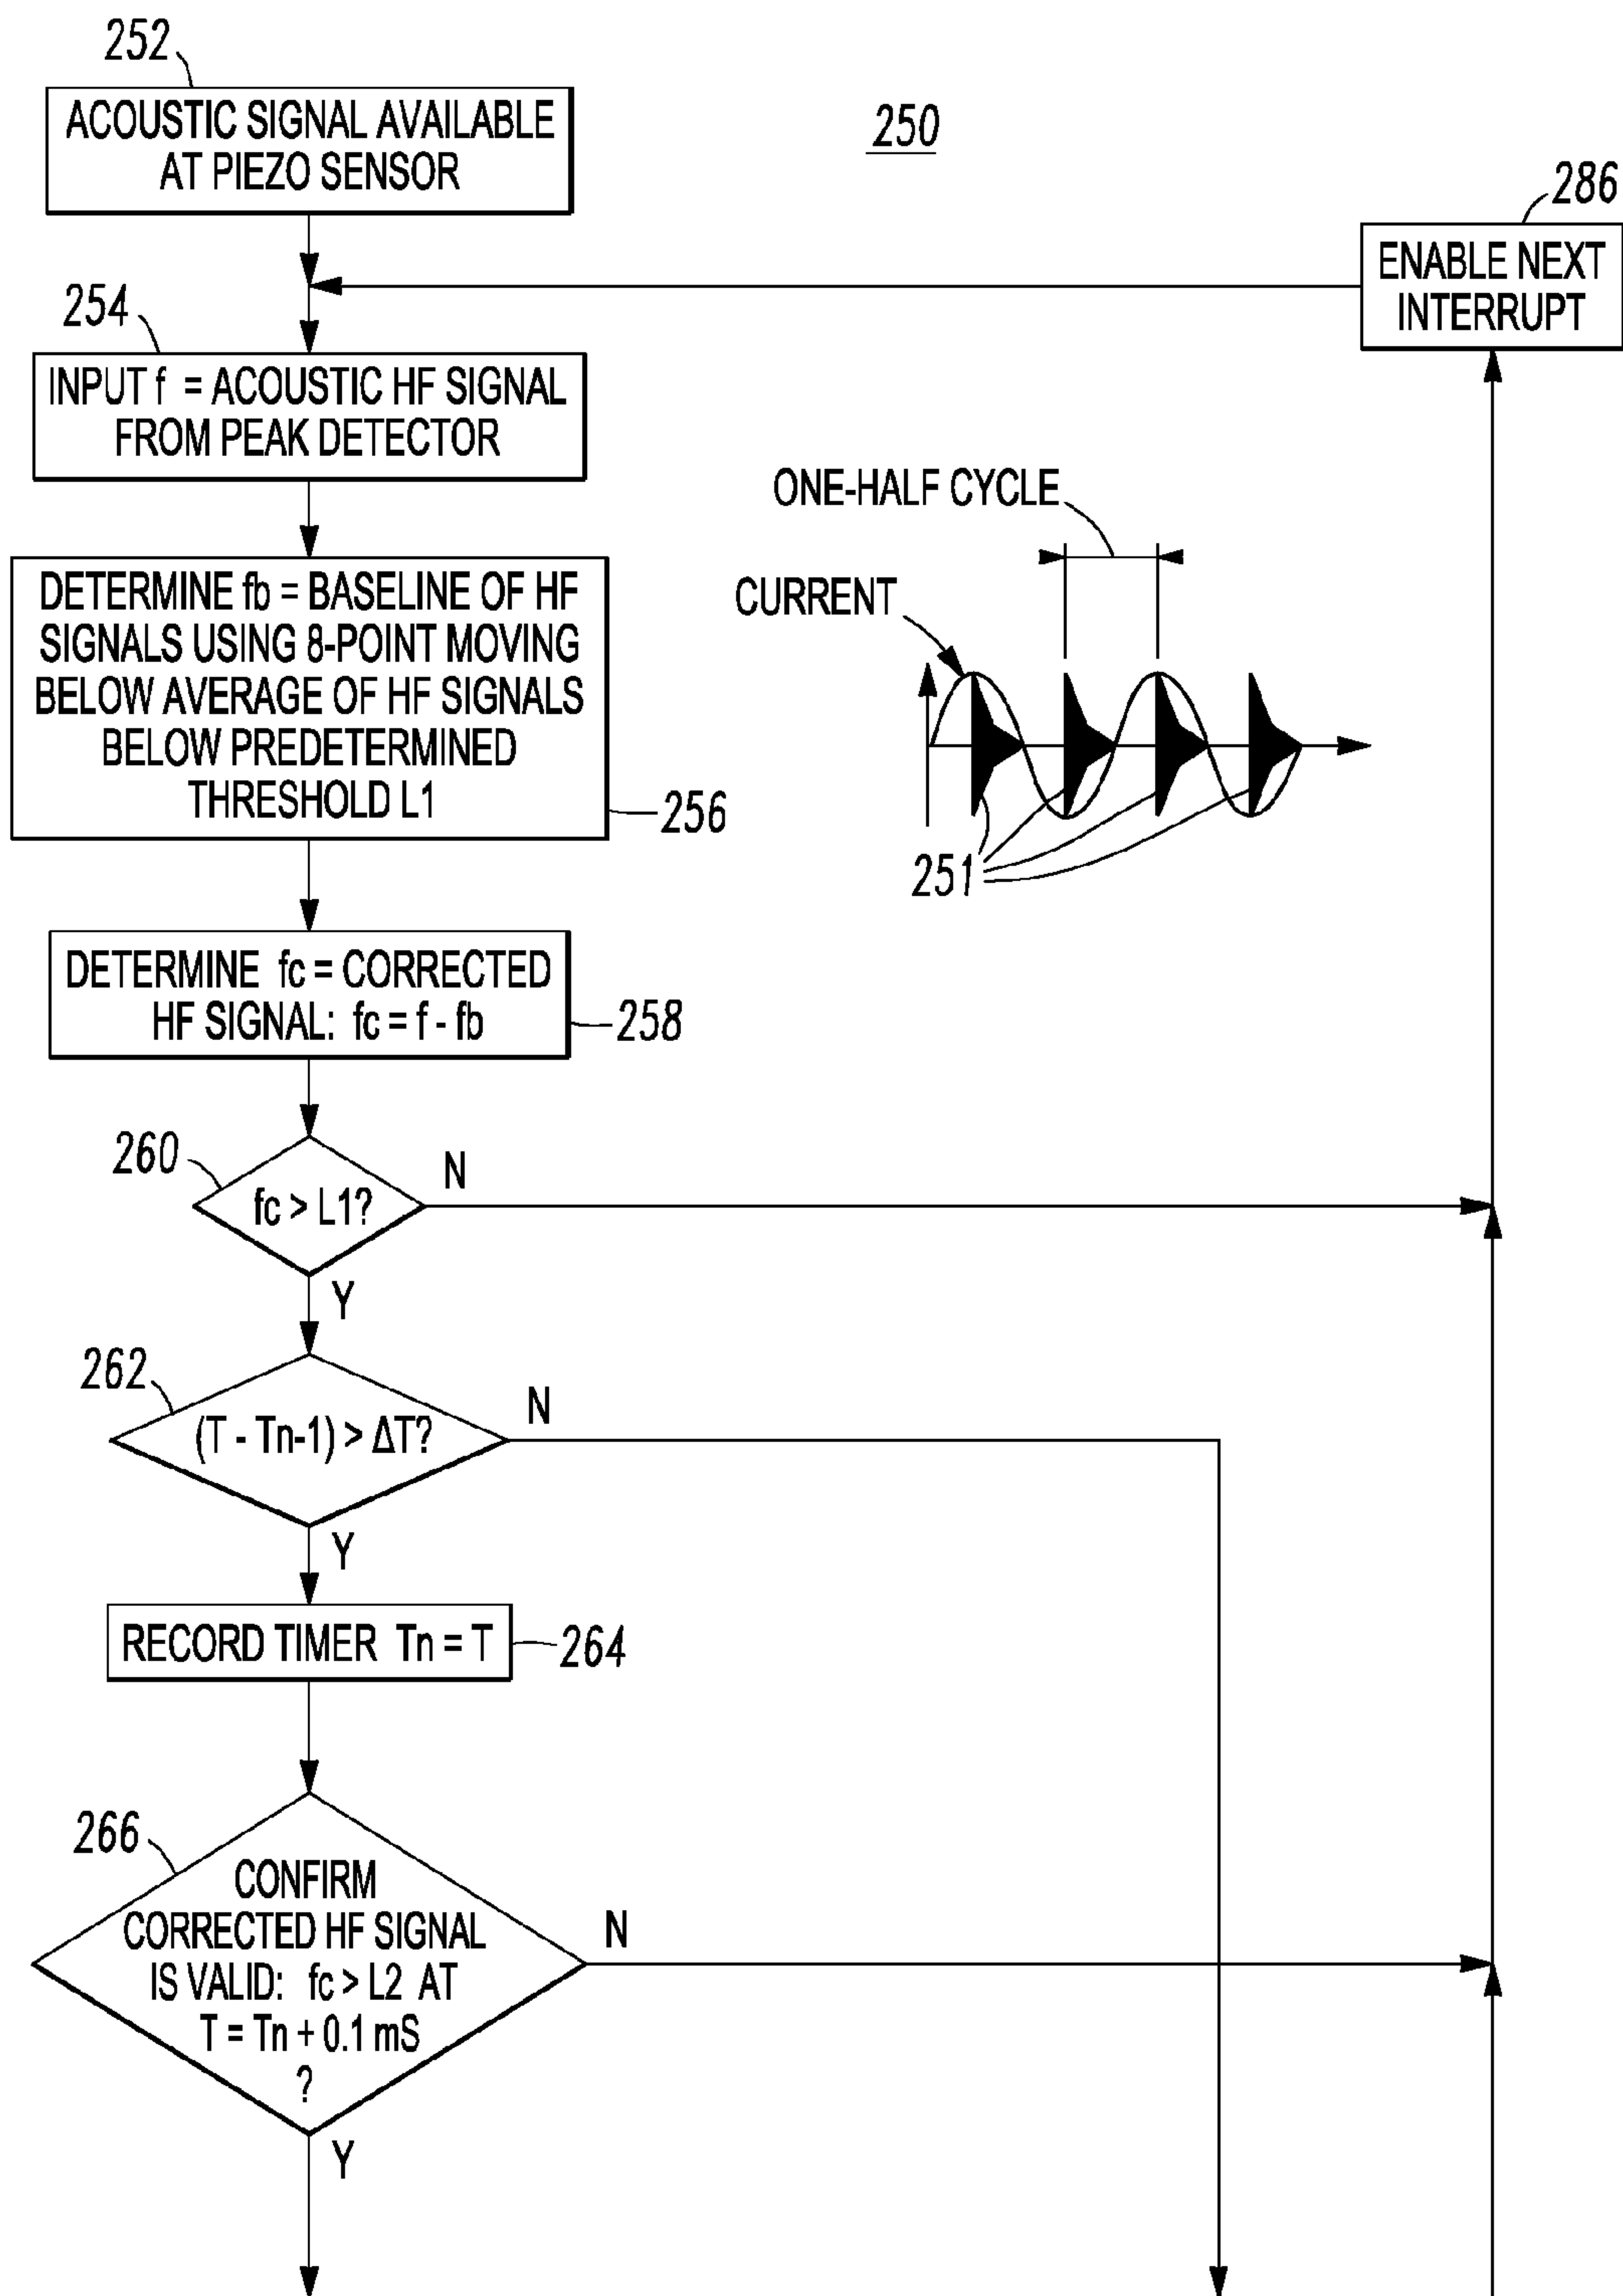 252
ACOUSTIC SIGNAL AVAILABLE
AT PIEZO SENSOR
250
286
ENABLE NEXT
INTERRUPT
254
INPUT f = ACOUSTIC HF SIGNAL
FROM PEAK DETECTOR
ONE-HALF CYCLE
CURRENT
251
DETERMINE fb = BASELINE OF HF
SIGNALS USING 8-POINT MOVING
BELOW AVERAGE OF HF SIGNALS
BELOW PREDETERMINED
THRESHOLD L1
256
DETERMINE fc = CORRECTED
HF SIGNAL: fc = f - fb
258
260
fc > L1?
N
Y
262
(T - Tn-1) > ΔT?
N
Y
RECORD TIMER Tn = T
264
266
CONFIRM
CORRECTED HF SIGNAL
IS VALID: fc > L2 AT
T = Tn + 0.1 mS
?
N
Y